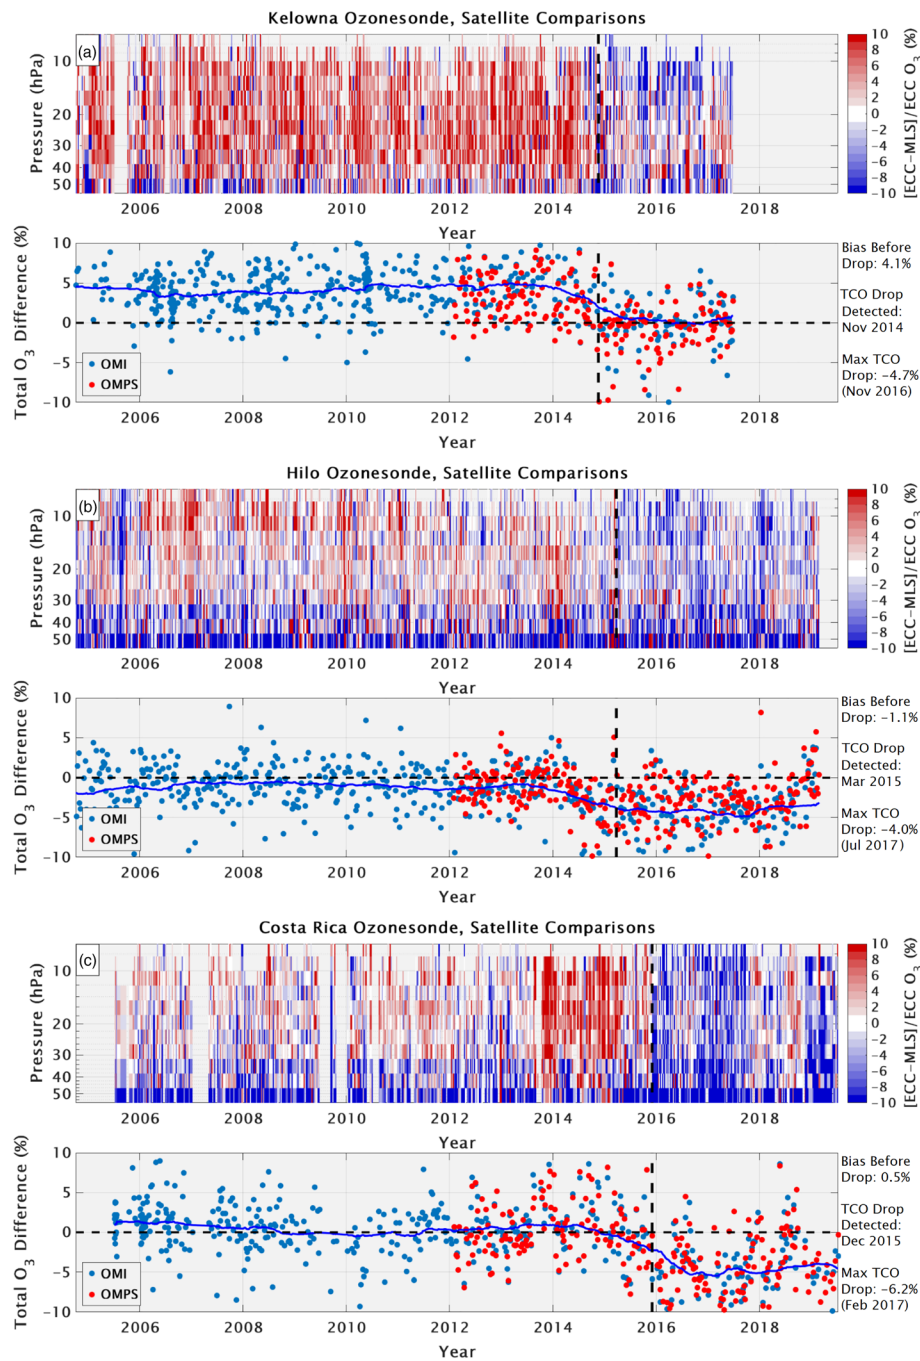 Kelowna Ozonesonde, Satellite Comparisons
(a)
Pressure (hPa)
10
20
30
40
50
2006 2008 2010 2012 2014 2016 2018
Year
10
8
6
4
2
0
-2
-4
-6
-8
-10
[ECC-MLS]/ECC O3 (%)
Total O3 Difference (%)
10
5
0
-5
-10
OMI
OMPS
2006 2008 2010 2012 2014 2016 2018
Year
Bias Before
Drop: 4.1%
TCO Drop
Detected:
Nov 2014
Max TCO
Drop: -4.7%
(Nov 2016)
Hilo Ozonesonde, Satellite Comparisons
(b)
Pressure (hPa)
10
20
30
40
50
2006 2008 2010 2012 2014 2016 2018
Year
10
8
6
4
2
0
-2
-4
-6
-8
-10
[ECC-MLS]/ECC O3 (%)
Total O3 Difference (%)
10
5
0
-5
-10
OMI
OMPS
2006 2008 2010 2012 2014 2016 2018
Year
Bias Before
Drop: -1.1%
TCO Drop
Detected:
Mar 2015
Max TCO
Drop: -4.0%
(Jul 2017)
Costa Rica Ozonesonde, Satellite Comparisons
(c)
Pressure (hPa)
10
20
30
40
50
2006 2008 2010 2012 2014 2016 2018
Year
10
8
6
4
2
0
-2
-4
-6
-8
-10
[ECC-MLS]/ECC O3 (%)
Total O3 Difference (%)
10
5
0
-5
-10
OMI
OMPS
2006 2008 2010 2012 2014 2016 2018
Year
Bias Before
Drop: 0.5%
TCO Drop
Detected:
Dec 2015
Max TCO
Drop: -6.2%
(Feb 2017)